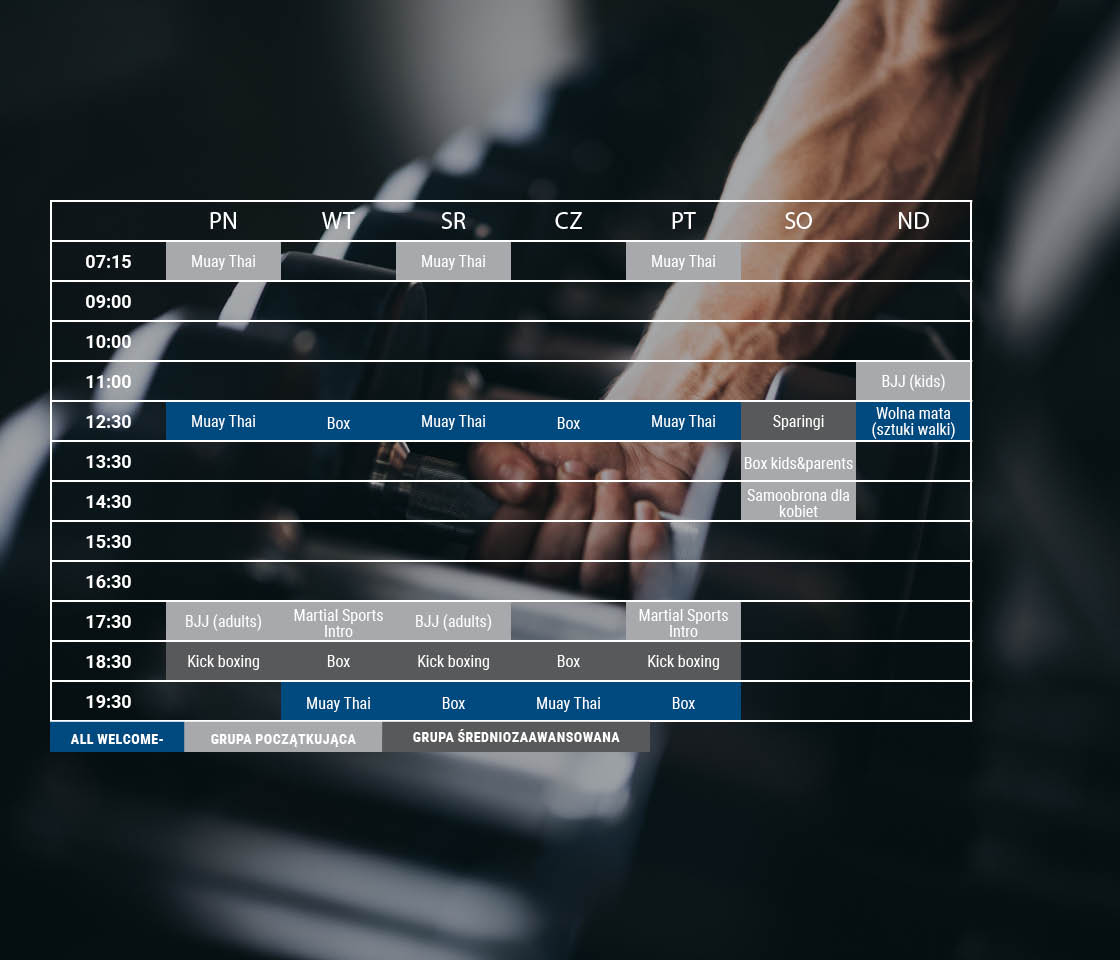 PN WT SR CZ PT SO ND
07:15 Muay Thai Muay Thai Muay Thai
09:00
10:00
11:00 BJJ (kids)
12:30 Muay Thai Box Muay Thai Box Muay Thai Sparingi Wolna mata
(sztuki walki)
13:30 Box kids&parents
14:30 Samoobrona dla
kobiet
15:30
16:30
17:30 BJJ (adults) Martial Sports
Intro BJJ (adults) Martial Sports
Intro
18:30 Kick boxing Box Kick boxing Box Kick boxing
19:30 Muay Thai Box Muay Thai Box
ALL WELCOME- GRUPA POCZĄTKUJĄCA GRUPA ŚREDNIOZAAWANSOWANA